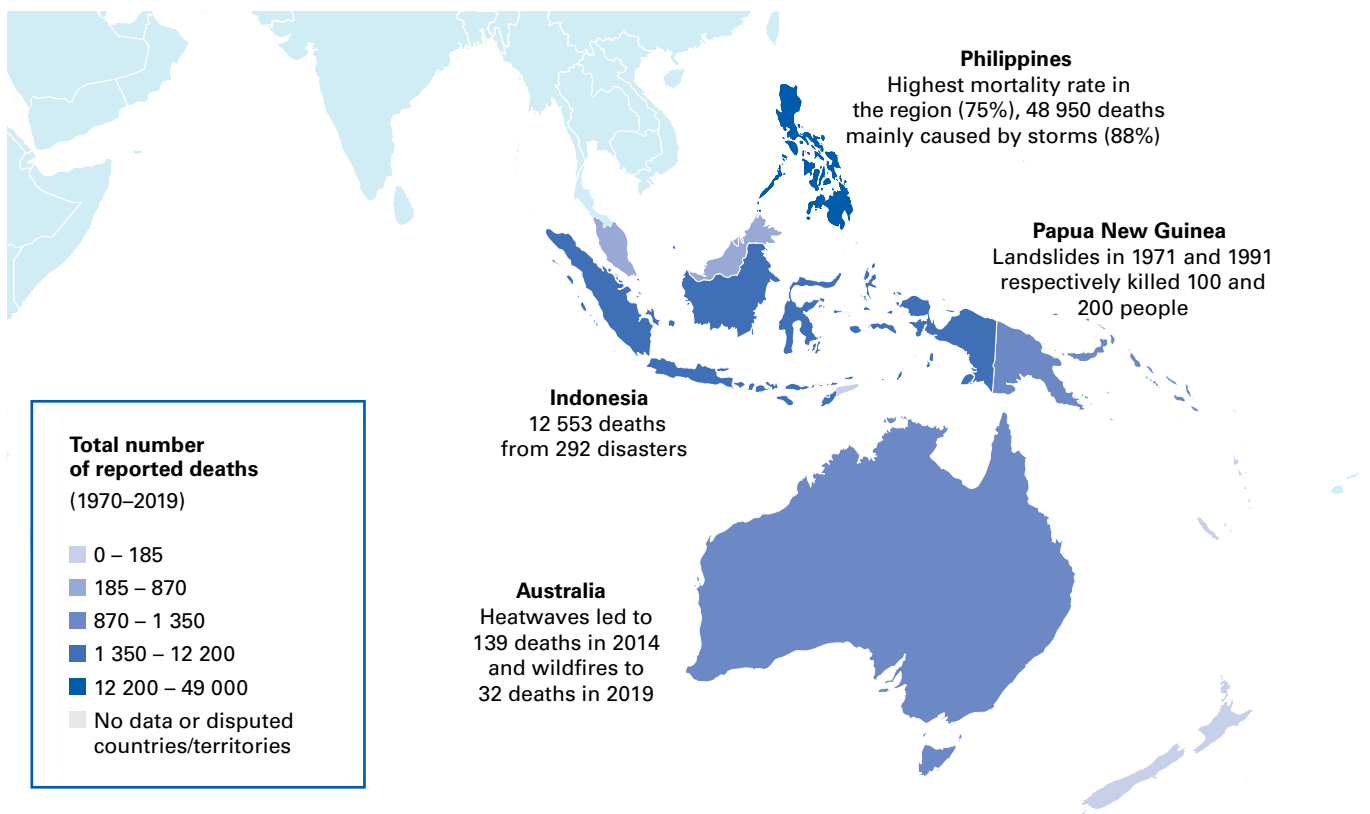 Philippines
Highest mortality rate in
the region (75%), 48 950 deaths
mainly caused by storms (88%)
Papua New Guinea
Landslides in 1971 and 1991
respectively killed 100 and
200 people
Indonesia
12 553 deaths
from 292 disasters
Australia
Heatwaves led to
139 deaths in 2014
and wildfires to
32 deaths in 2019
Total number
of reported deaths
(1970–2019)
0 – 185
185 – 870
870 – 1 350
1 350 – 12 200
12 200 – 49 000
No data or disputed
countries/territories